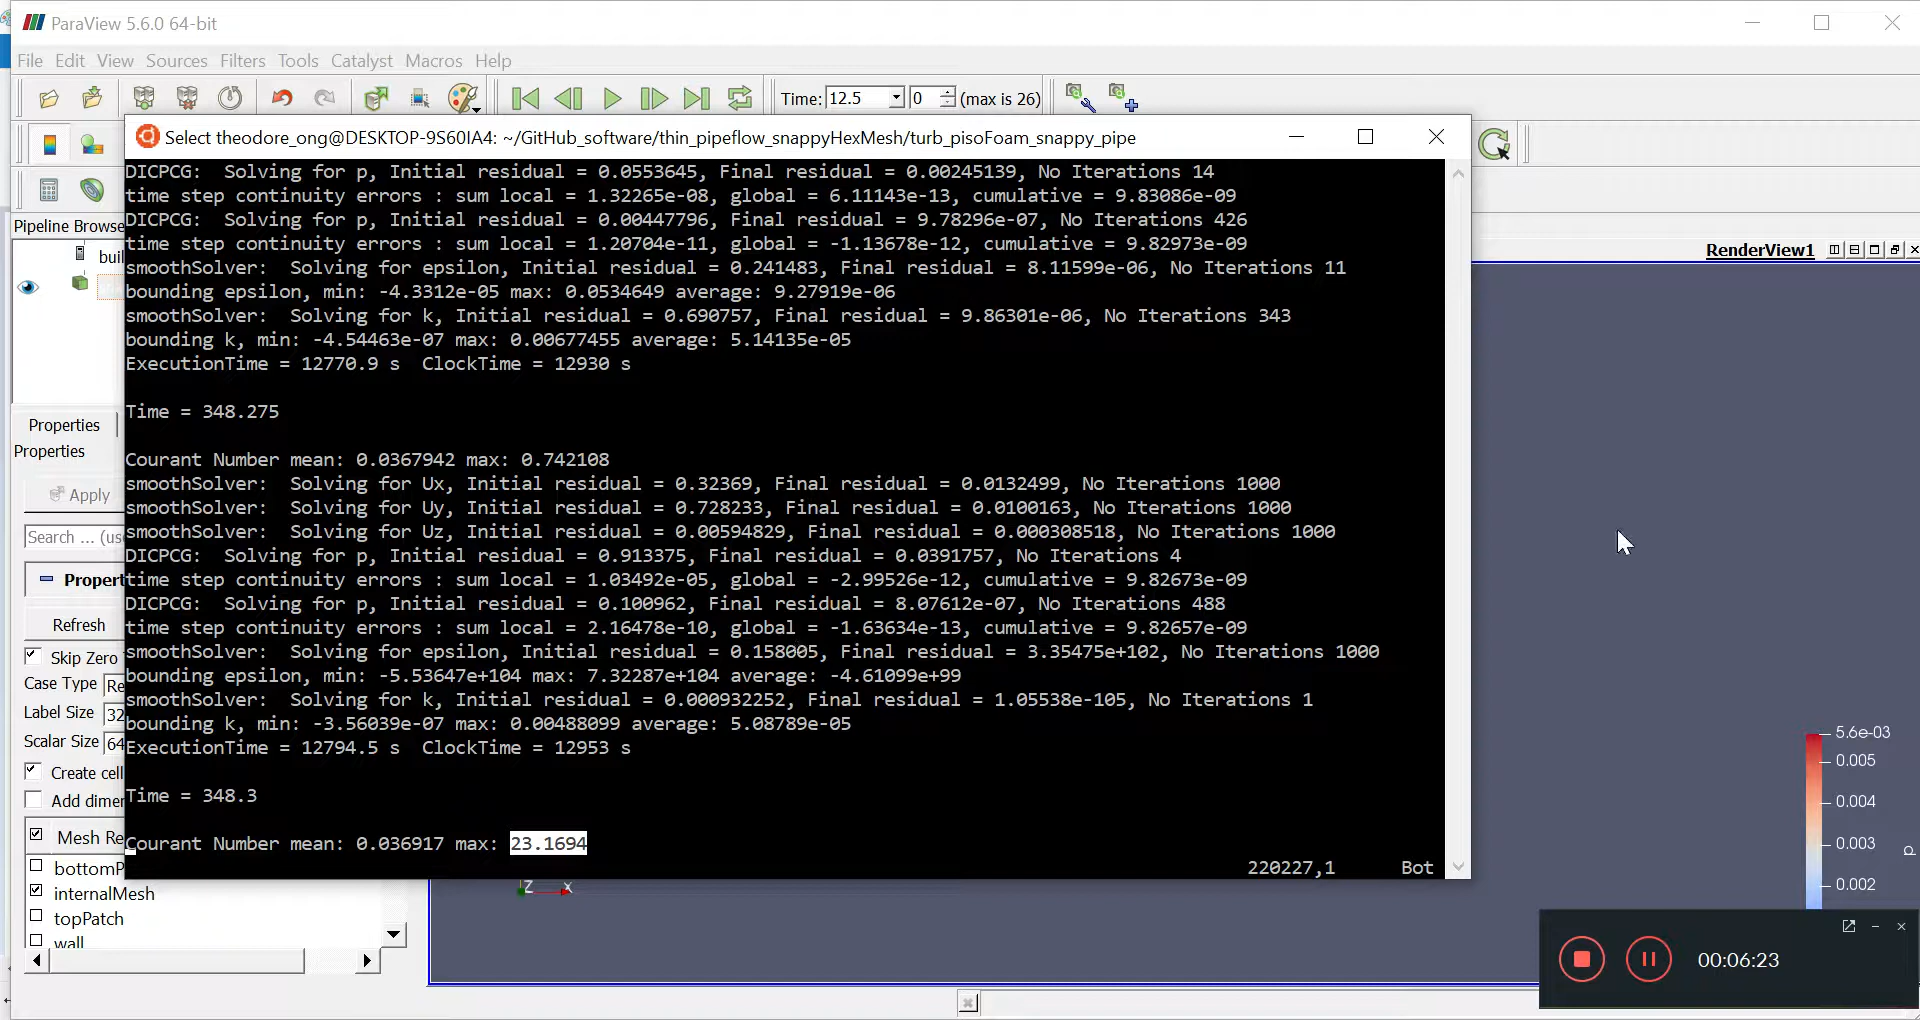 ParaView 5.6.0 64-bit
File Edit View Sources Filters Tools Catalyst Macros Help
Time: 12.5 0 (max is 26)
Select theodore_ong@DESKTOP-9S60IA4: ~/GitHub_software/thin_pipeflow_snappyHexMesh/turb_pisoFoam_snappy_pipe
DICPCG:  Solving for p, Initial residual = 0.0553645, Final residual = 0.00245139, No Iterations 14
time step continuity errors : sum local = 1.32265e-08, global = 6.11143e-13, cumulative = 9.83086e-09
DICPCG:  Solving for p, Initial residual = 0.00447796, Final residual = 9.78296e-07, No Iterations 426
time step continuity errors : sum local = 1.20704e-11, global = -1.13678e-12, cumulative = 9.82973e-09
smoothSolver:  Solving for epsilon, Initial residual = 0.241483, Final residual = 8.11599e-06, No Iterations 11
bounding epsilon, min: -4.3312e-05 max: 0.0534649 average: 9.27919e-06
smoothSolver:  Solving for k, Initial residual = 0.690757, Final residual = 9.86301e-06, No Iterations 343
bounding k, min: -4.54463e-07 max: 0.00677455 average: 5.14135e-05
ExecutionTime = 12770.9 s  ClockTime = 12930 s
Time = 348.275
Courant Number mean: 0.0367942 max: 0.742108
smoothSolver:  Solving for Ux, Initial residual = 0.32369, Final residual = 0.0132499, No Iterations 1000
smoothSolver:  Solving for Uy, Initial residual = 0.728233, Final residual = 0.0100163, No Iterations 1000
smoothSolver:  Solving for Uz, Initial residual = 0.00594829, Final residual = 0.000308518, No Iterations 1000
DICPCG:  Solving for p, Initial residual = 0.913375, Final residual = 0.0391757, No Iterations 4
time step continuity errors : sum local = 1.03492e-05, global = -2.99526e-12, cumulative = 9.82673e-09
DICPCG:  Solving for p, Initial residual = 0.100962, Final residual = 8.07612e-07, No Iterations 488
time step continuity errors : sum local = 2.16478e-10, global = -1.63634e-13, cumulative = 9.82657e-09
smoothSolver:  Solving for epsilon, Initial residual = 0.158005, Final residual = 3.35475e+102, No Iterations 1000
bounding epsilon, min: -5.53647e+104 max: 7.32287e+104 average: -4.61099e+99
smoothSolver:  Solving for k, Initial residual = 0.000932252, Final residual = 1.05538e-105, No Iterations 1
bounding k, min: -3.56039e-07 max: 0.00488099 average: 5.08789e-05
ExecutionTime = 12794.5 s  ClockTime = 12953 s
Time = 348.3
Courant Number mean: 0.036917 max: 23.1694
220227,1 Bot
Pipeline Browse
buil
Properties
Properties
Apply
Search ... (us
Propert
Refresh
Skip Zero
Case Type Re
Label Size 32
Scalar Size 64
Create cell
Add dimer
Mesh Re
bottomP
internalMesh
topPatch
wall
RenderView1
Z X
5.6e-03
0.005
0.004
0.003
0.002
p
00:06:23